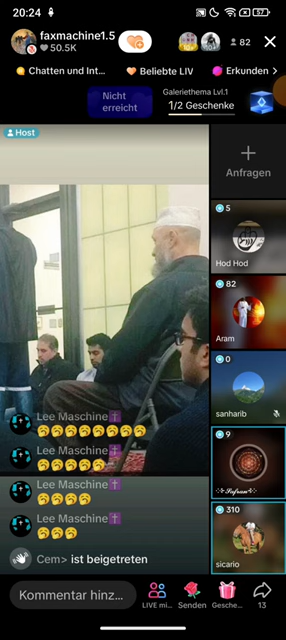 20:24
57
faxmachine1.5
50.5K
82
Chatten und Int...
Beliebte LIV
Erkunden
Nicht
erreicht
Galeriethema Lvl.1
1/2 Geschenke
Host
Anfragen
5
Hod Hod
82
Aram
0
sanharib
9
Safran
310
sicario
Lee Maschine
Lee Maschine
Lee Maschine
Lee Maschine
Cem> ist beigetreten
Kommentar hinz...
LIVE mi...
Senden
Gesche...
13